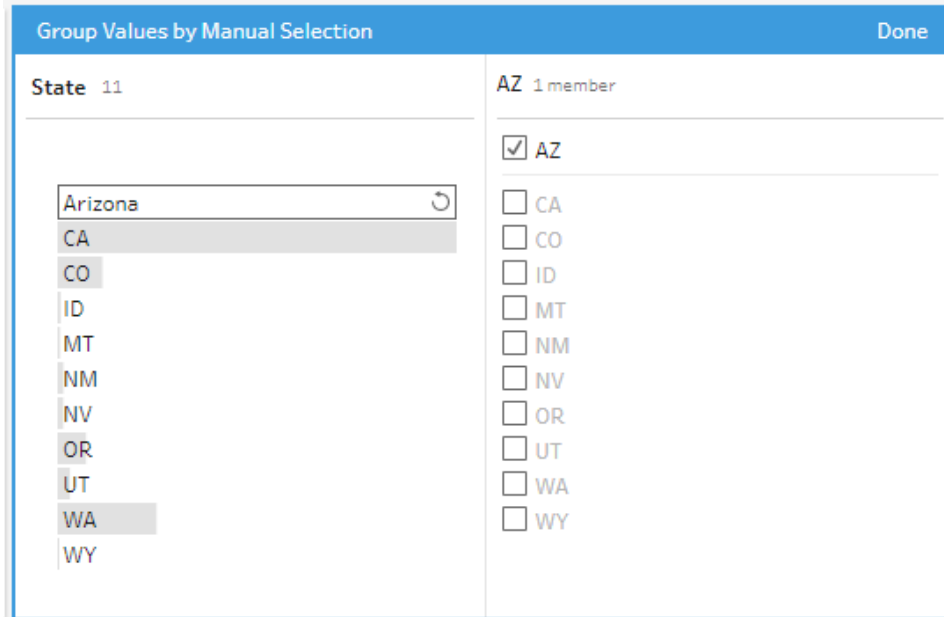 Group Values by Manual Selection Done
State 11
Arizona
CA
CO
ID
MT
NM
NV
OR
UT
WA
WY
AZ 1 member
AZ
CA
CO
ID
MT
NM
NV
OR
UT
WA
WY